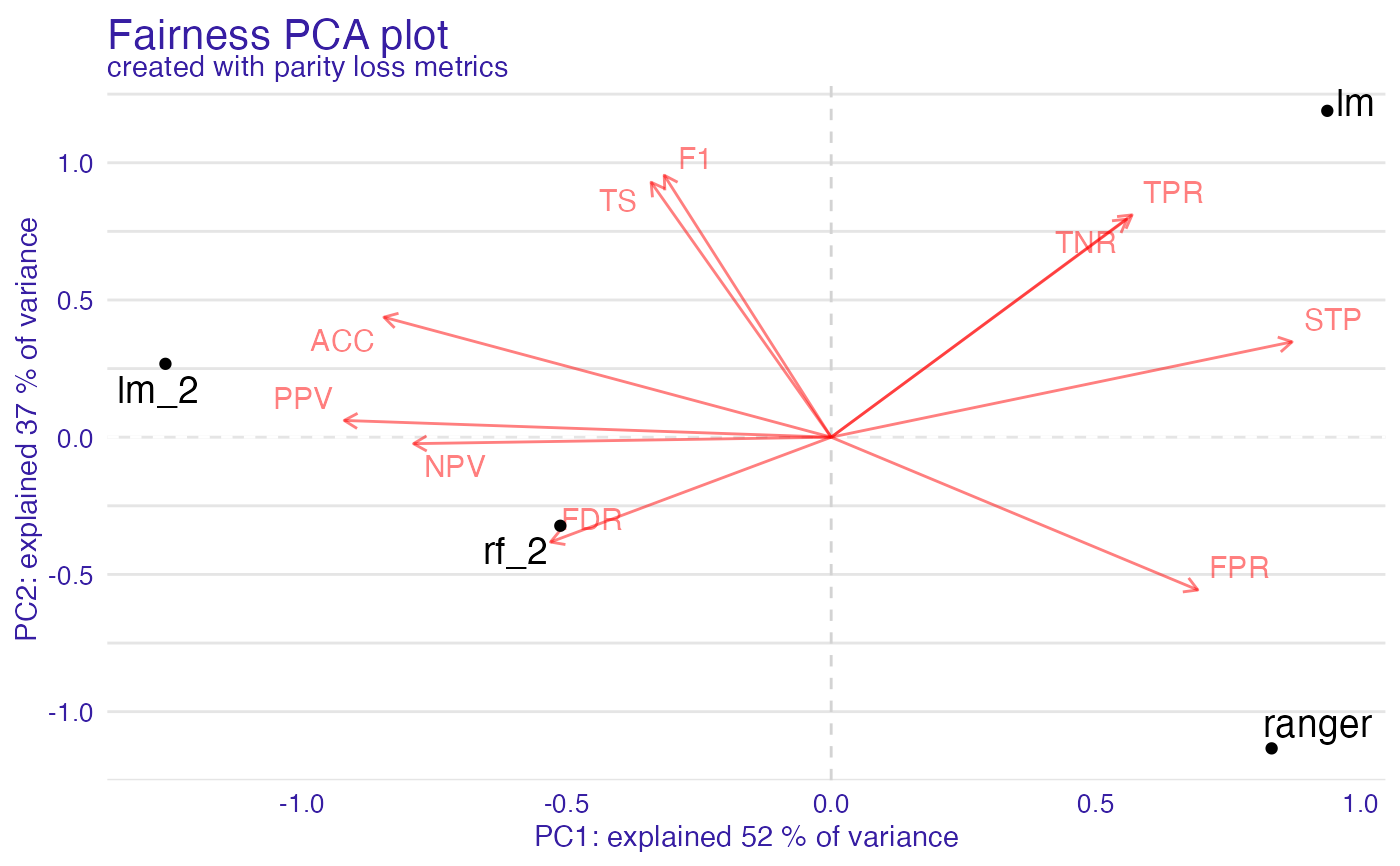 Fairness PCA plot
created with parity loss metrics
lm
1.0
F1
TPR
TS
TNR
0.5
STP
ACC
lm_2
PPV
0.0
NPV
FDR
rf_2
-0.5
FPR
-1.0
ranger
PC2: explained 37 % of variance
-1.0
-0.5
0.0
0.5
1.0
PC1: explained 52 % of variance